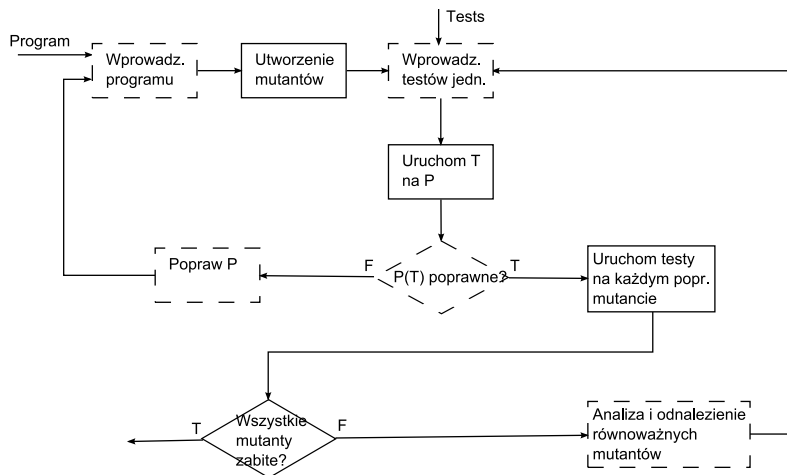 Tests
Program
Wprowadz.
programu
Utworzenie
mutantów
Wprowadz.
testów jedn.
Uruchom T
na P
Popraw P
F
P(T) poprawne?
T
Uruchom testy
na każdym popr.
mutancie
T
Wszystkie
mutanty
zabite?
F
Analiza i odnalezienie
równoważnych
mutantów